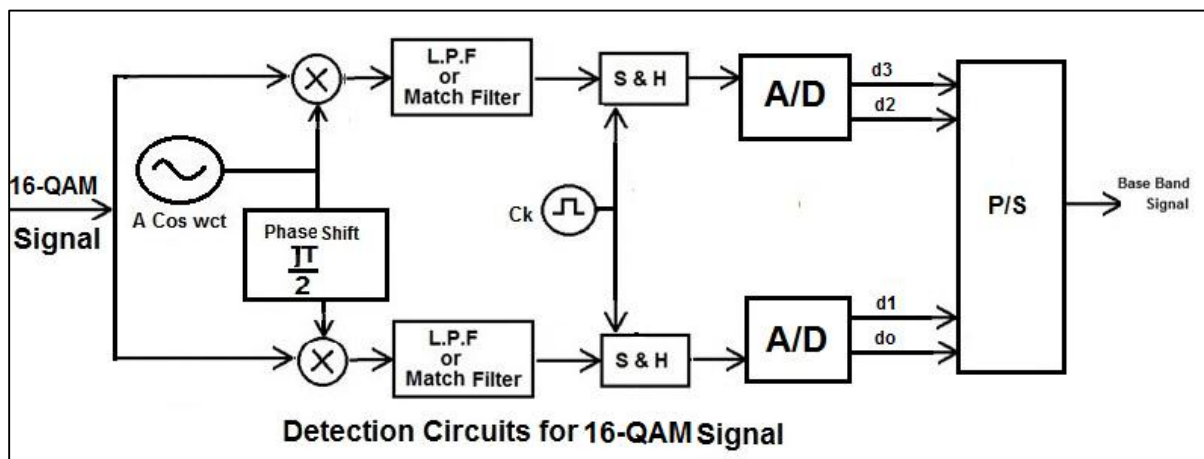 16-QAM
Signal
A Cos wct
Phase Shift
π
2
L.P.F
or
Match Filter
S & H
A/D
d3
d2
Ck
P/S
Base Band
Signal
L.P.F
or
Match Filter
S & H
A/D
d1
do
Detection Circuits for 16-QAM Signal